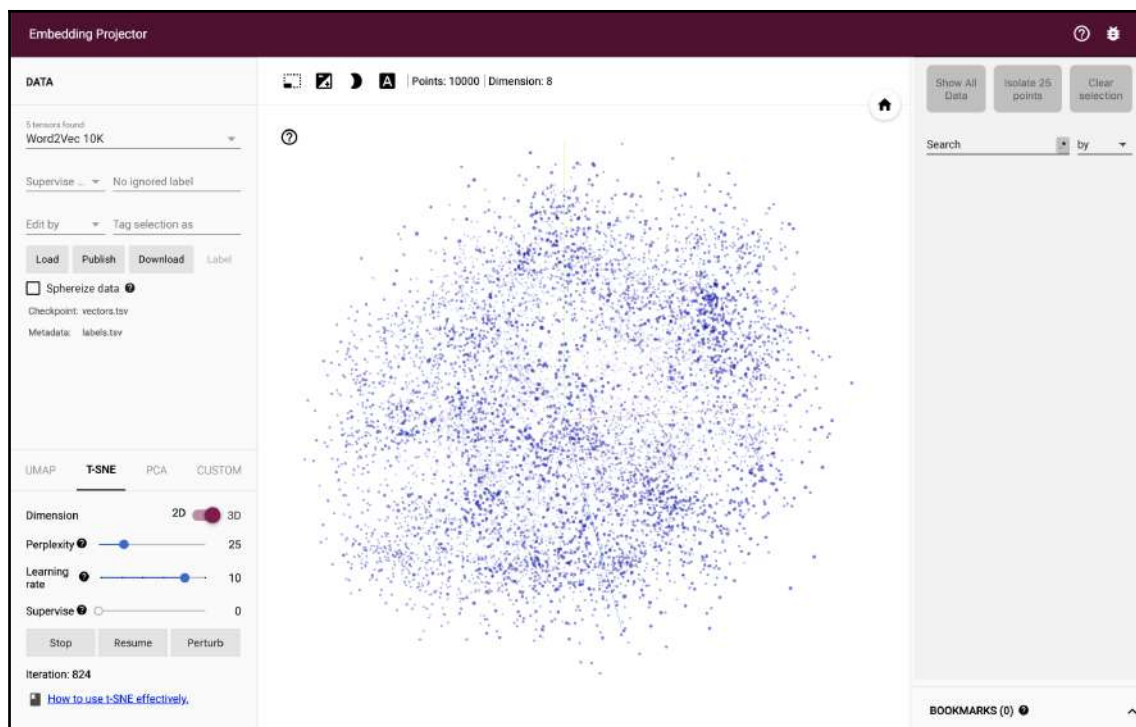 Embedding Projector
DATA
5 tensors found
Word2Vec 10K
Supervise .. No ignored label
Edit by Tag selection as
Load Publish Download Label
Sphereize data
Checkpoint: vectors.tsv
Metadata: labels.tsv
UMAP T-SNE PCA CUSTOM
Dimension 2D 3D
Perplexity 25
Learning
rate 10
Supervise 0
Stop Resume Perturb
Iteration: 824
How to use t-SNE effectively.
A Points: 10000 Dimension: 8
Show All
Data
Isolate 25
points
Clear
selection
Search .* by
BOOKMARKS (0)